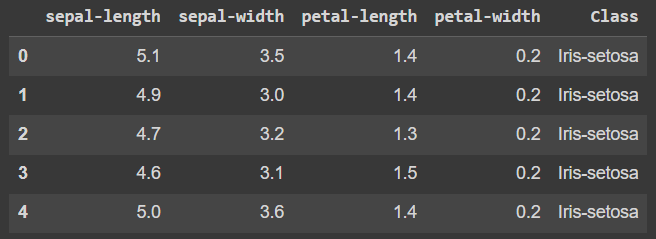 sepal-length sepal-width petal-length petal-width Class
0 5.1 3.5 1.4 0.2 Iris-setosa
1 4.9 3.0 1.4 0.2 Iris-setosa
2 4.7 3.2 1.3 0.2 Iris-setosa
3 4.6 3.1 1.5 0.2 Iris-setosa
4 5.0 3.6 1.4 0.2 Iris-setosa